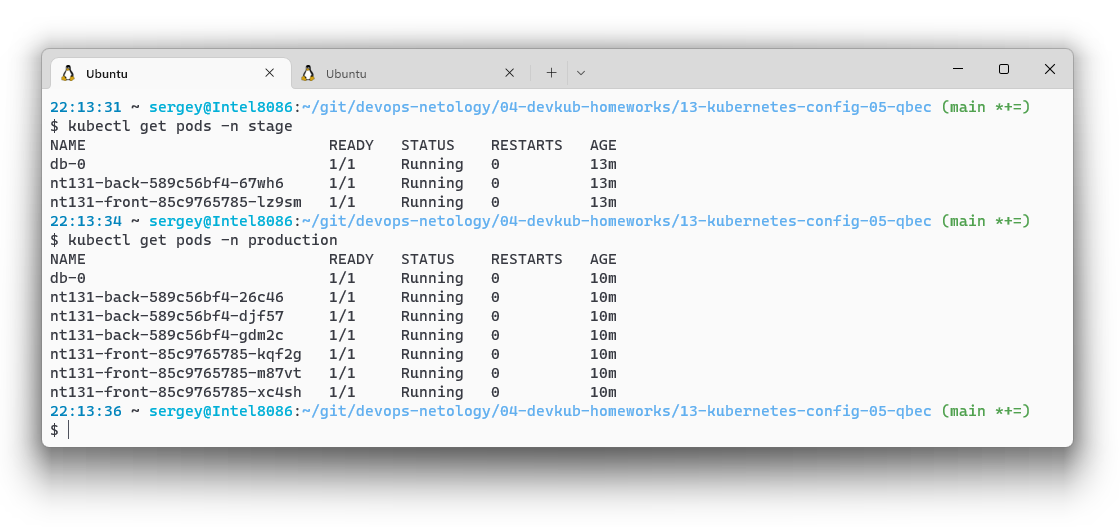 Ubuntu Ubuntu
22:13:31 ~ sergey@Intel8086:~/git/devops-netology/04-devkub-homeworks/13-kubernetes-config-05-qbec (main *+=)
$ kubectl get pods -n stage
NAME                           READY   STATUS    RESTARTS   AGE
db-0                           1/1     Running   0          13m
nt131-back-589c56bf4-67wh6     1/1     Running   0          13m
nt131-front-85c9765785-lz9sm   1/1     Running   0          13m
22:13:34 ~ sergey@Intel8086:~/git/devops-netology/04-devkub-homeworks/13-kubernetes-config-05-qbec (main *+=)
$ kubectl get pods -n production
NAME                           READY   STATUS    RESTARTS   AGE
db-0                           1/1     Running   0          10m
nt131-back-589c56bf4-26c46     1/1     Running   0          10m
nt131-back-589c56bf4-djf57     1/1     Running   0          10m
nt131-back-589c56bf4-gdm2c     1/1     Running   0          10m
nt131-front-85c9765785-kqf2g   1/1     Running   0          10m
nt131-front-85c9765785-m87vt   1/1     Running   0          10m
nt131-front-85c9765785-xc4sh   1/1     Running   0          10m
22:13:36 ~ sergey@Intel8086:~/git/devops-netology/04-devkub-homeworks/13-kubernetes-config-05-qbec (main *+=)
$